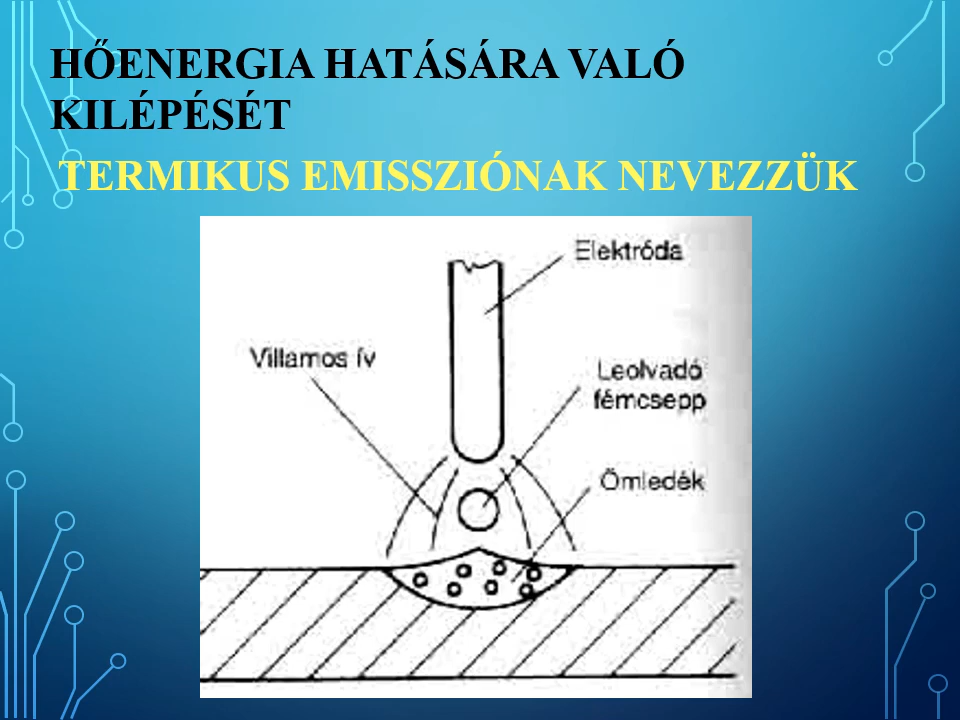 HŐENERGIA HATÁSÁRA VALÓ
KILÉPÉSÉT
TERMIKUS EMISSZIÓNAK NEVEZZÜK
Elektróda
Villamos ív
Leolvadó
fémcsepp
Ömledék